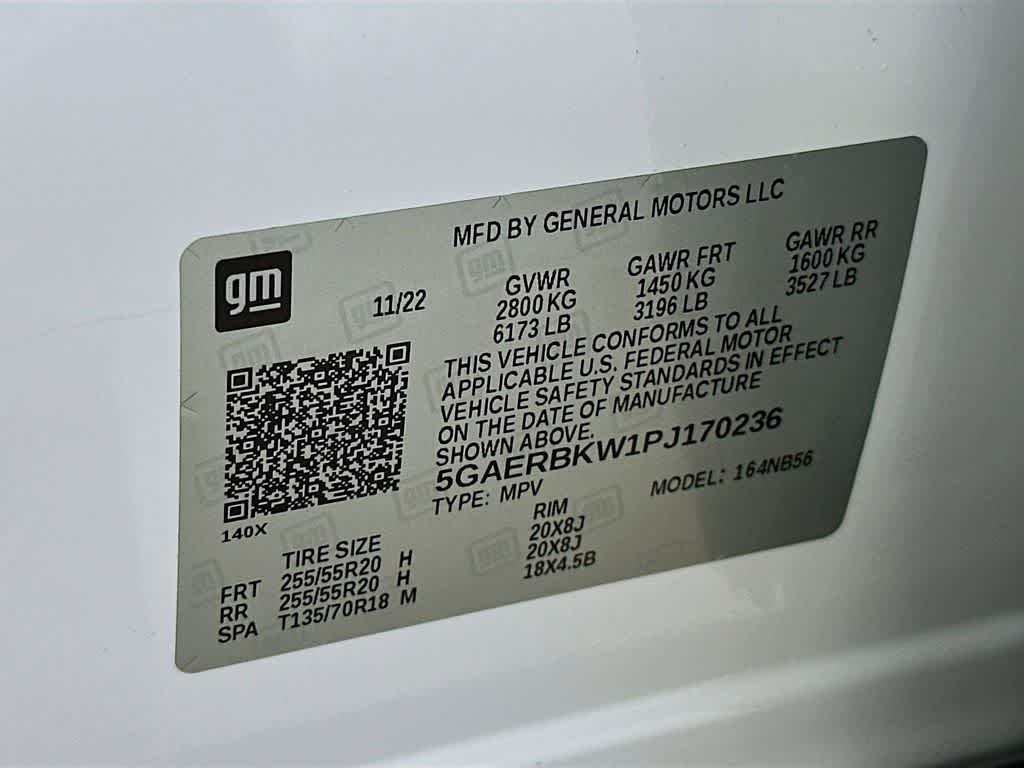 MFD BY GENERAL MOTORS LLC
gm
11/22
GVWR GAWR FRT GAWR RR
2800 KG 1450 KG 1600 KG
6173 LB 3196 LB 3527 LB
THIS VEHICLE CONFORMS TO ALL
APPLICABLE U.S. FEDERAL MOTOR
VEHICLE SAFETY STANDARDS IN EFFECT
ON THE DATE OF MANUFACTURE
SHOWN ABOVE.
5GAERBKW1PJ170236
TYPE: MPV MODEL: 164NB56
140X
TIRE SIZE RIM
FRT 255/55R20 H 20X8J
RR 255/55R20 H 20X8J
SPA T135/70R18 M 18X4.5B